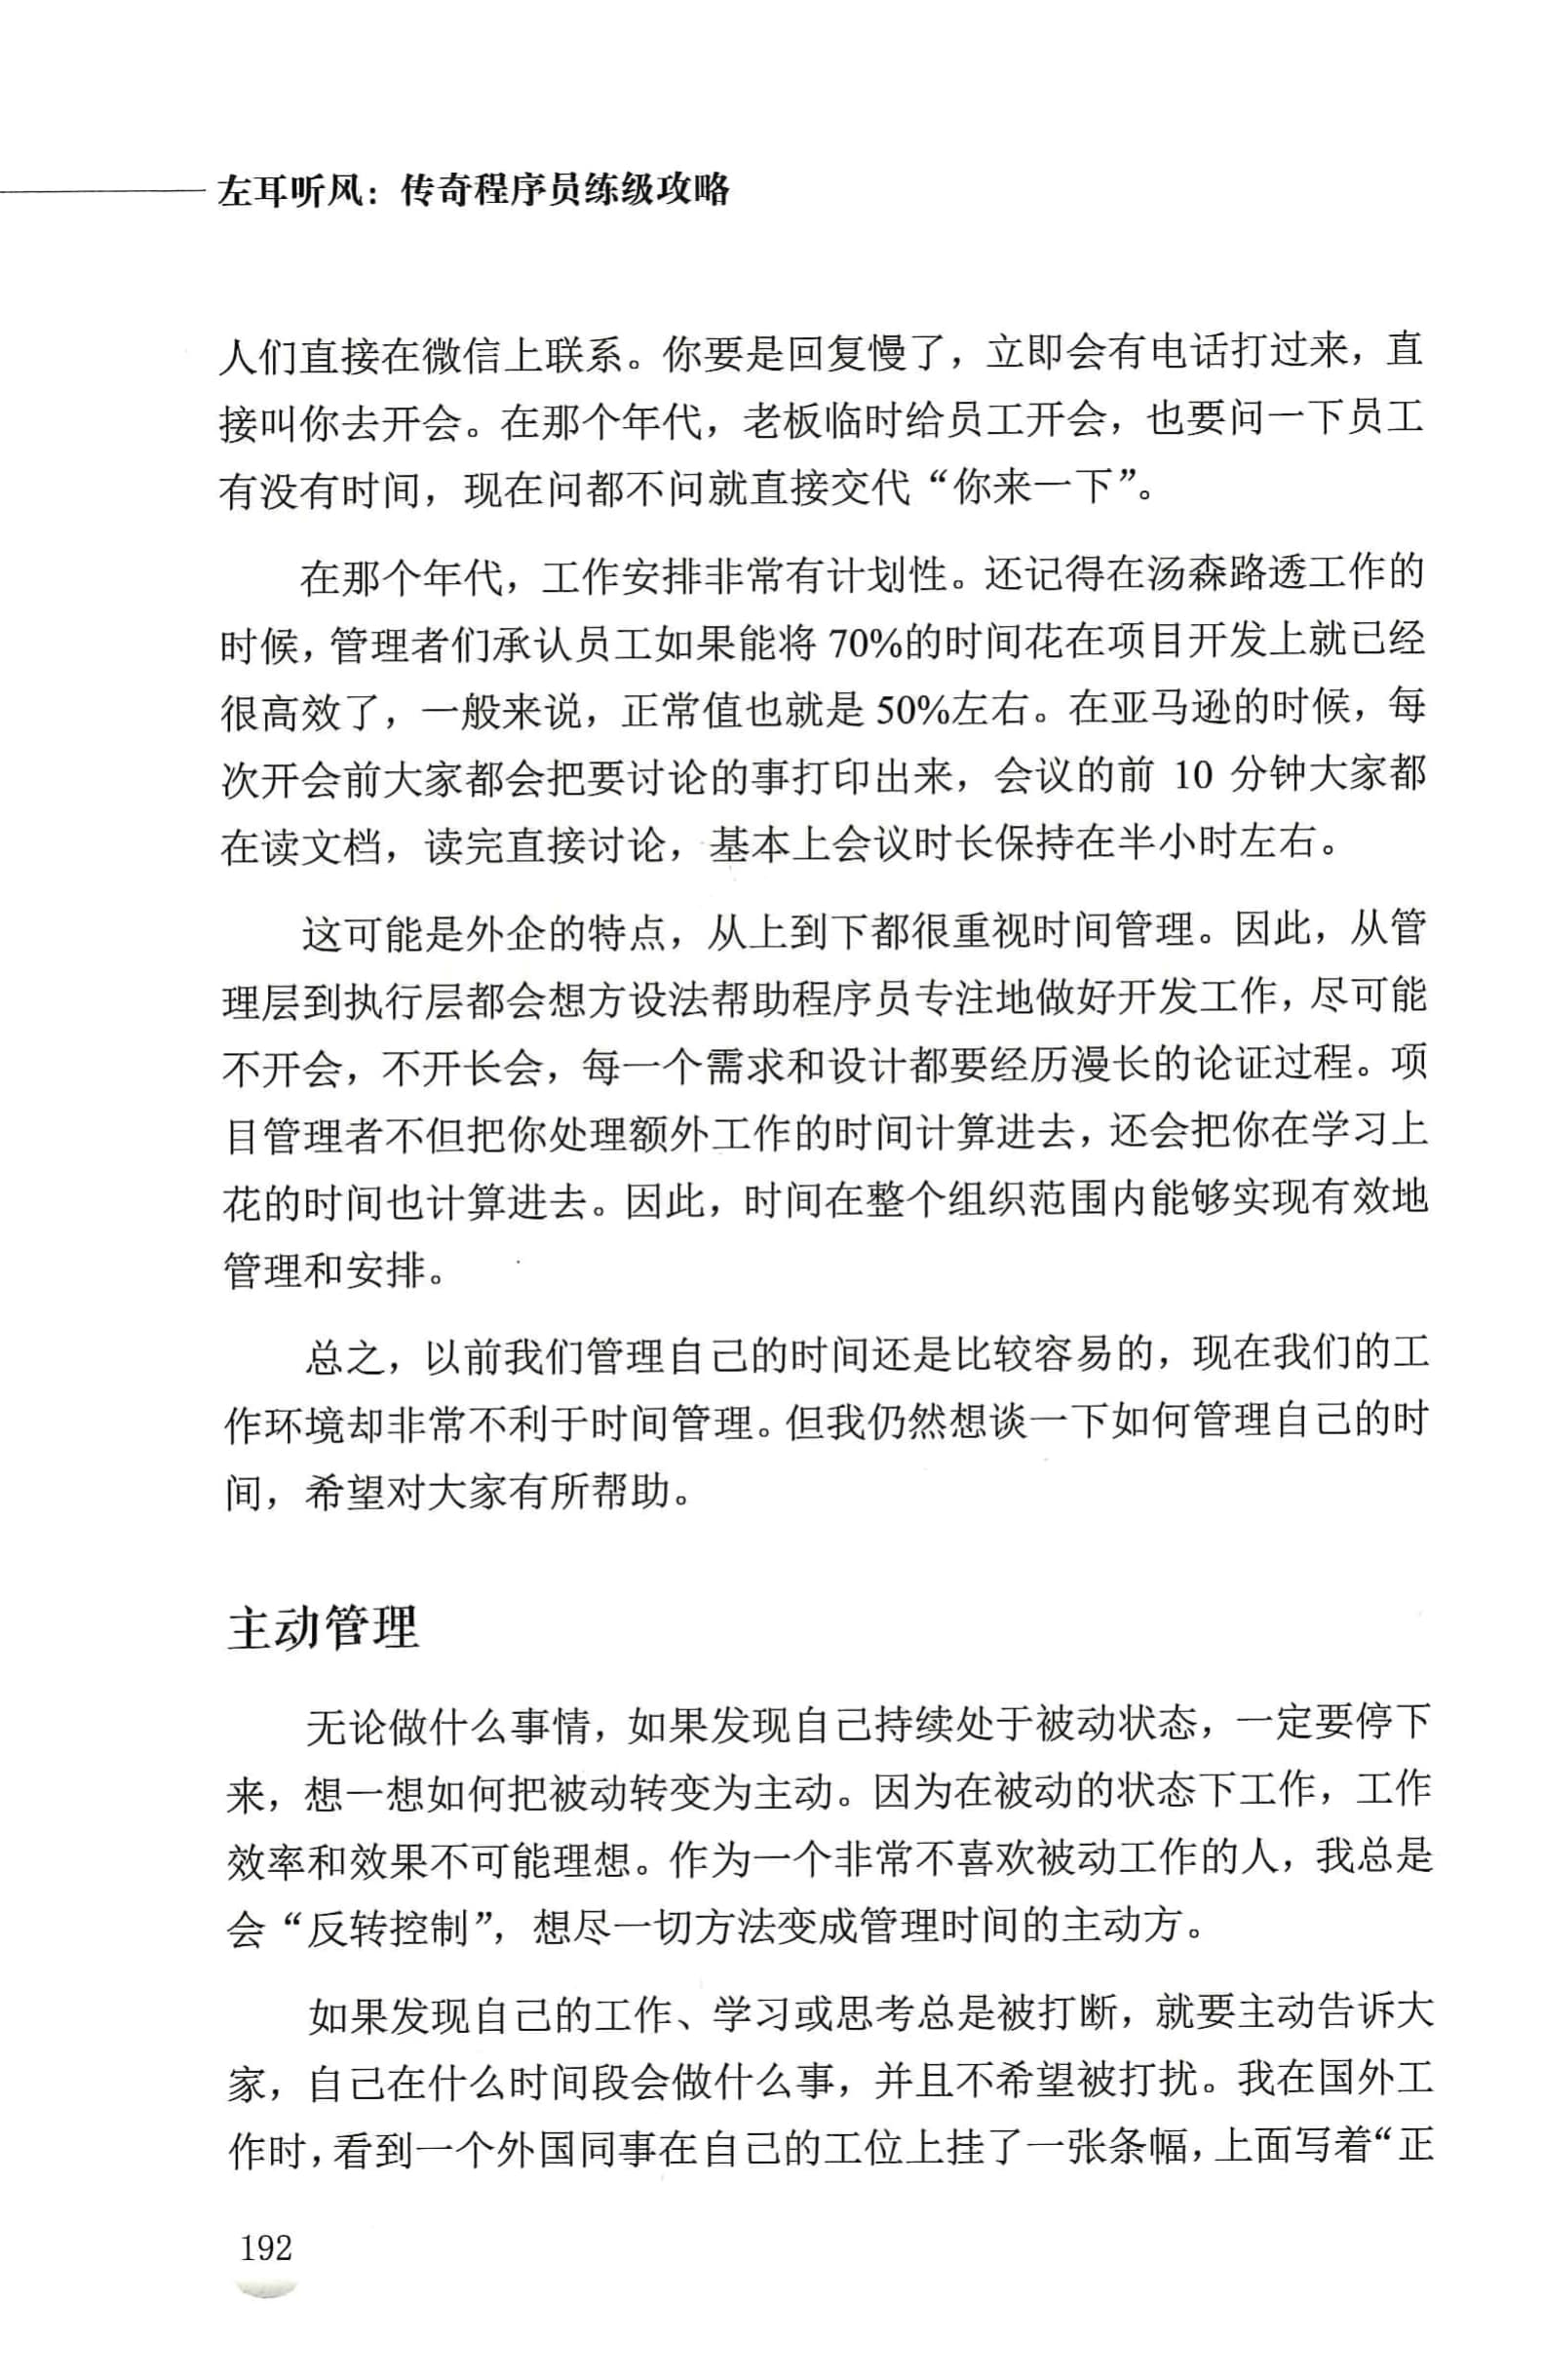 左耳听风：传奇程序员练级攻略
人们直接在微信上联系。你要是回复慢了，立即会有电话打过来，直
接叫你去开会。在那个年代，老板临时给员工开会，也要问一下员工
有没有时间，现在问都不问就直接交代“你来一下”。
在那个年代，工作安排非常有计划性。还记得在汤森路透工作的
时候，管理者们承认员工如果能将 70%的时间花在项目开发上就已经
很高效了，一般来说，正常值也就是 50%左右。在亚马逊的时候，每
次开会前大家都会把要讨论的事打印出来，会议的前 10 分钟大家都
在读文档，读完直接讨论，基本上会议时长保持在半小时左右。
这可能是外企的特点，从上到下都很重视时间管理。因此，从管
理层到执行层都会想方设法帮助程序员专注地做好开发工作，尽可能
不开会，不开长会，每一个需求和设计都要经历漫长的论证过程。项
目管理者不但把你处理额外工作的时间计算进去，还会把你在学习上
花的时间也计算进去。因此，时间在整个组织范围内能够实现有效地
管理和安排。
总之，以前我们管理自己的时间还是比较容易的，现在我们的工
作环境却非常不利于时间管理。但我仍然想谈一下如何管理自己的时
间，希望对大家有所帮助。
主动管理
无论做什么事情，如果发现自己持续处于被动状态，一定要停下
来，想一想如何把被动转变为主动。因为在被动的状态下工作，工作
效率和效果不可能理想。作为一个非常不喜欢被动工作的人，我总是
会“反转控制”，想尽一切方法变成管理时间的主动方。
如果发现自己的工作、学习或思考总是被打断，就要主动告诉大
家，自己在什么时间段会做什么事，并且不希望被打扰。我在国外工
作时，看到一个外国同事在自己的工位上挂了一张条幅，上面写着“正
192